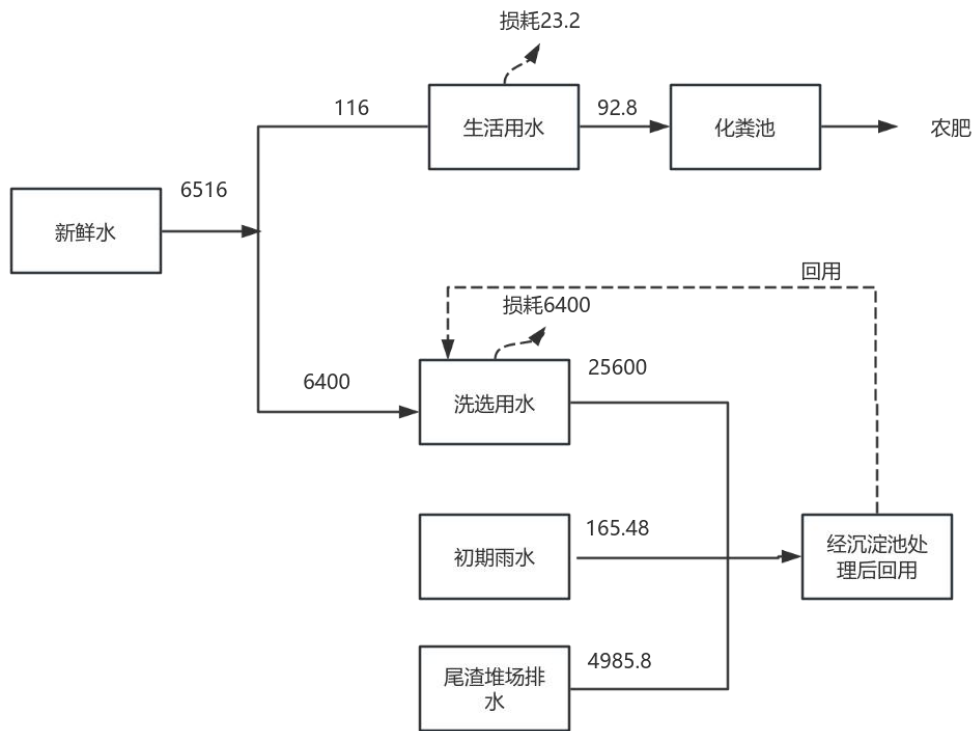 损耗23.2
116
生活用水
92.8
化粪池
农肥
6516
新鲜水
回用
损耗6400
6400
洗选用水
25600
初期雨水
165.48
经沉淀池处
理后回用
尾渣堆场排
水
4985.8